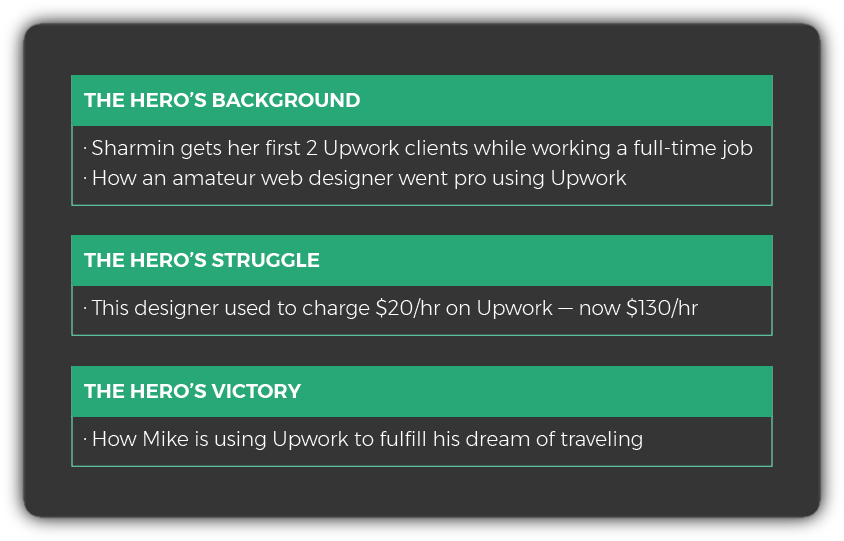 THE HERO’S BACKGROUND
· Sharmin gets her first 2 Upwork clients while working a full-time job
· How an amateur web designer went pro using Upwork
THE HERO’S STRUGGLE
· This designer used to charge $20/hr on Upwork — now $130/hr
THE HERO’S VICTORY
· How Mike is using Upwork to fulfill his dream of traveling